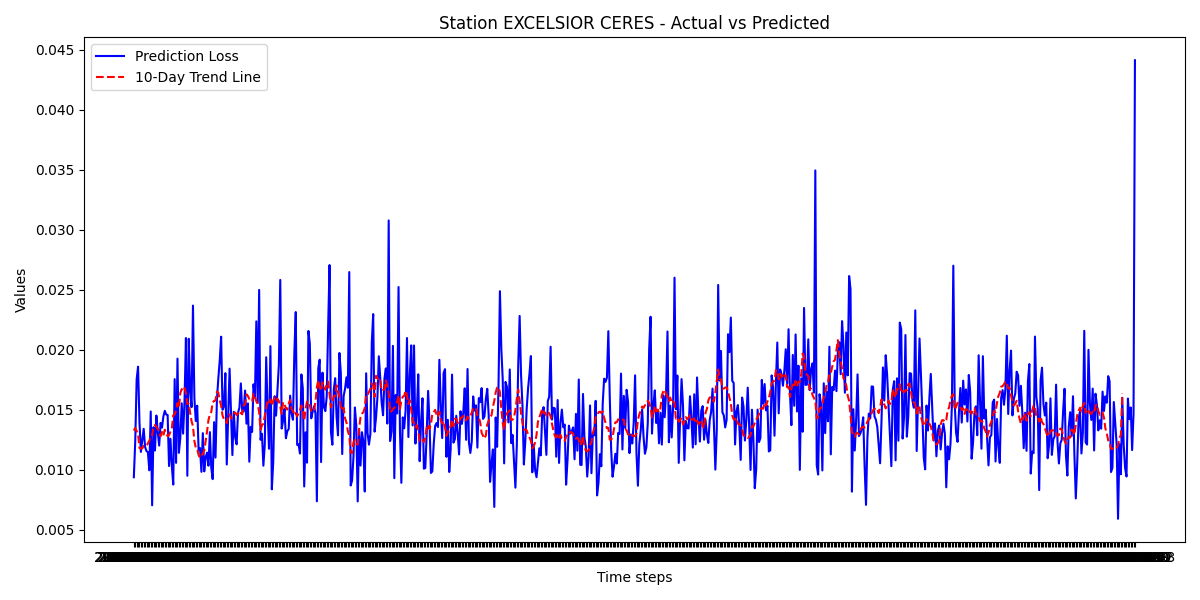 Station EXCELSIOR CERES - Actual vs Predicted
Prediction Loss
10-Day Trend Line
0.045
0.040
0.035
0.030
0.025
0.020
0.015
0.010
0.005
Values
Time steps